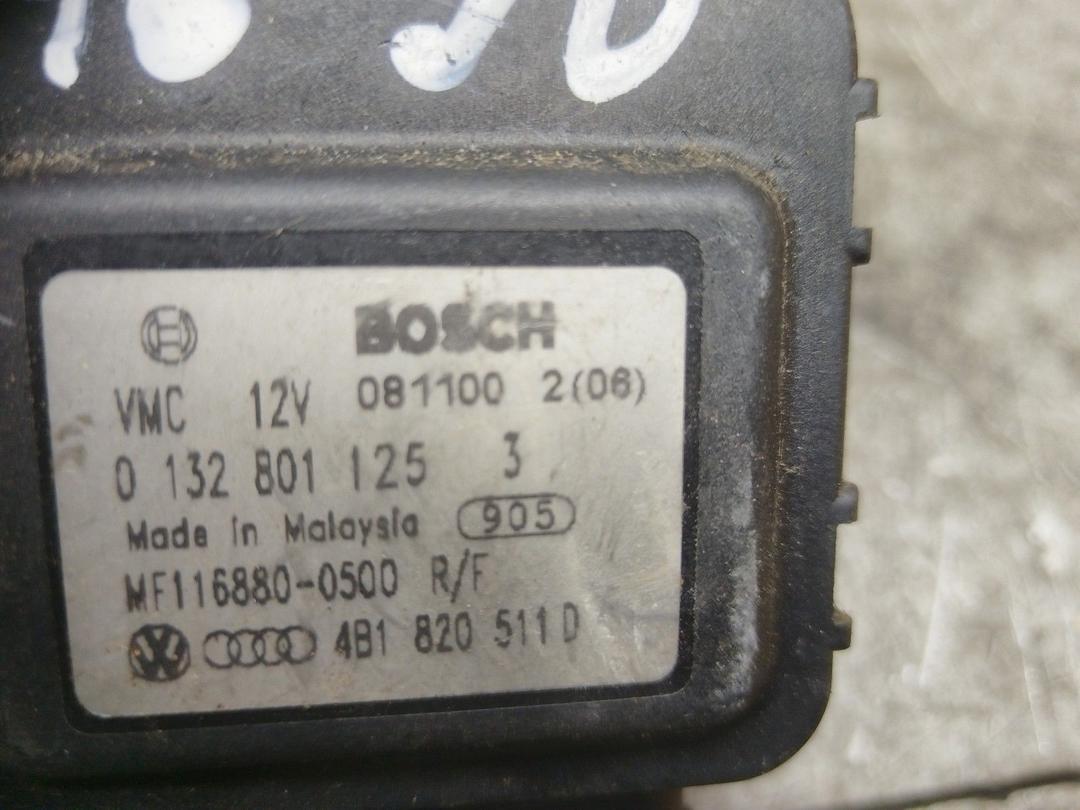 BOSCH
VMC 12V 081100 2(06)
0 132 801 125 3
Made in Malaysia 905
MF116880-0500 R/F
4B1 820 511 D